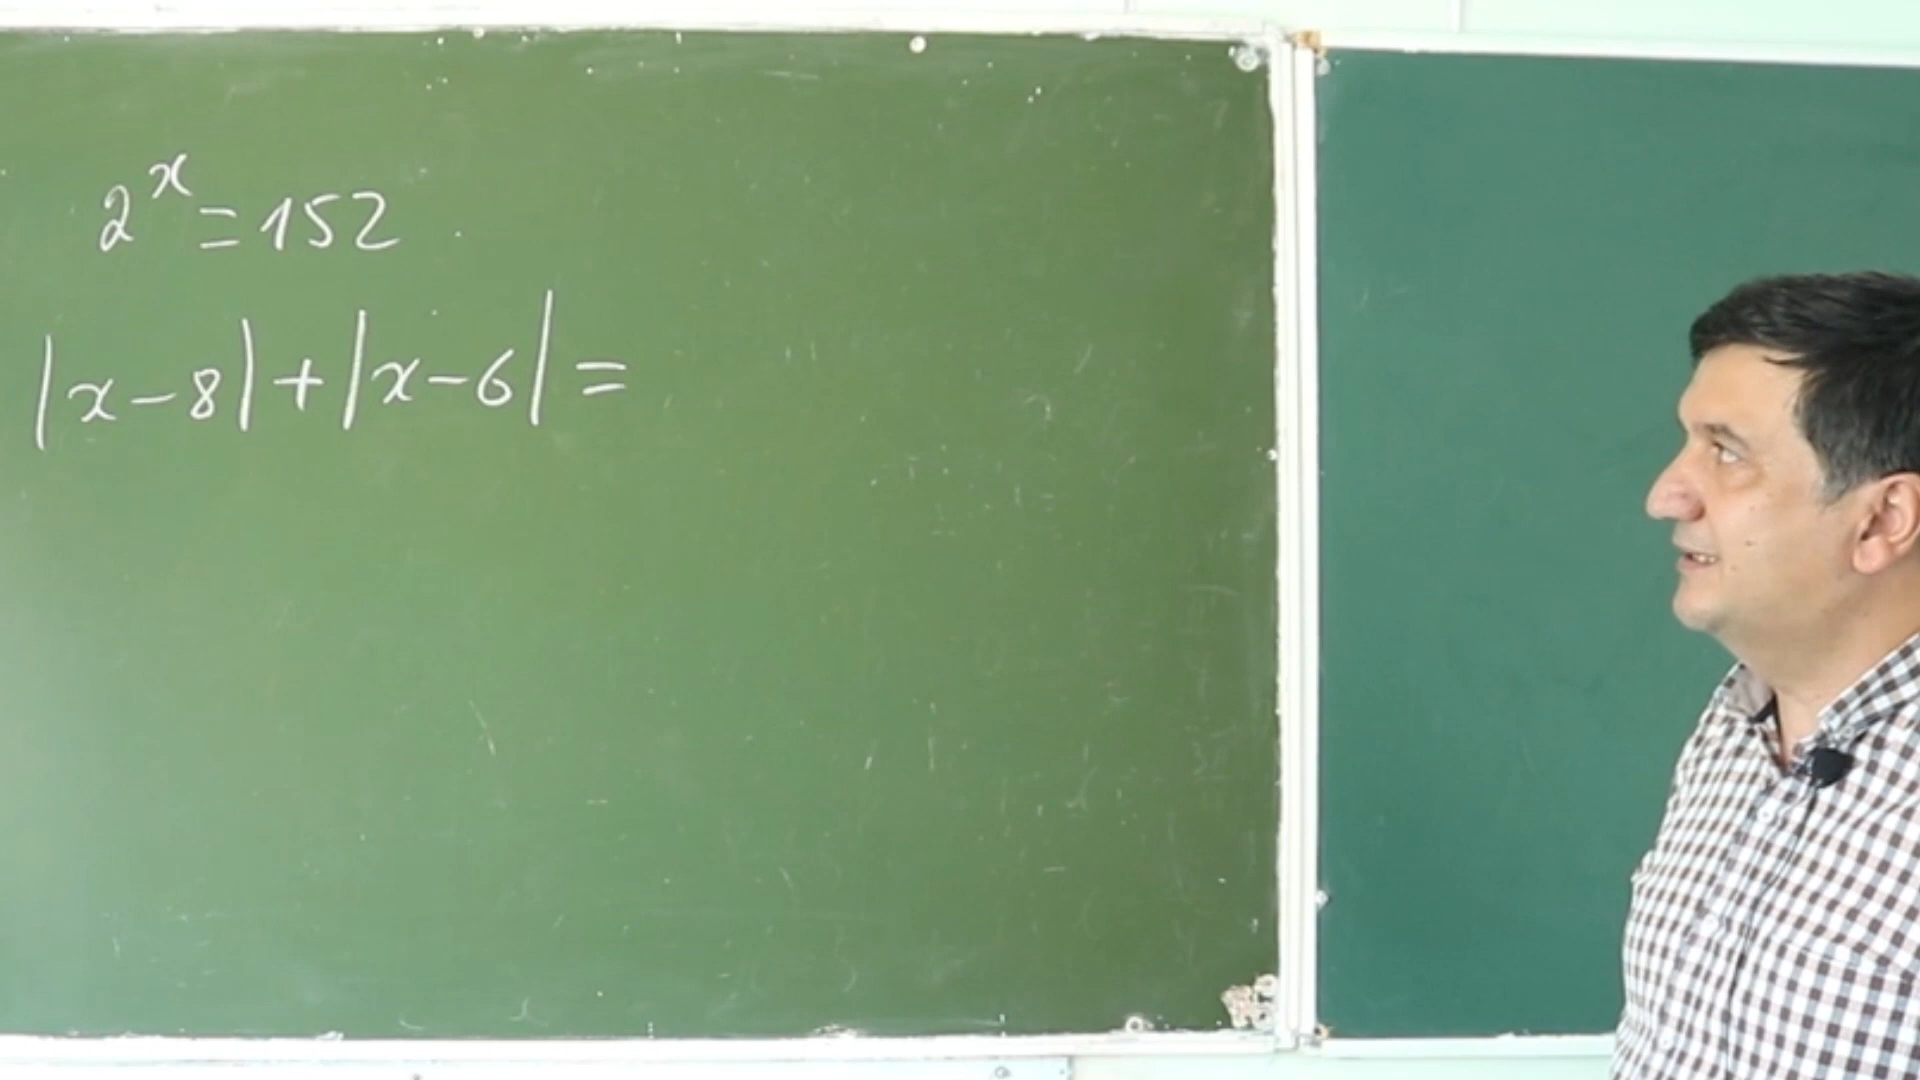 2^x = 152
|x-8|+|x-6|=